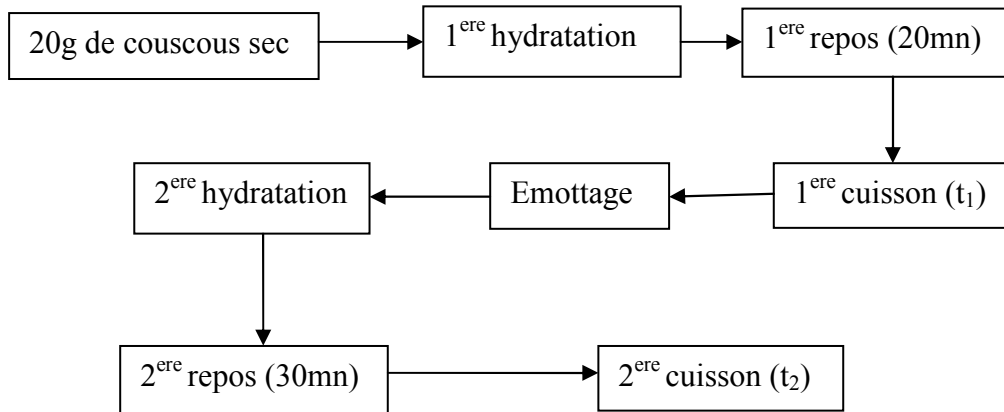 20g de couscous sec
1ere hydratation
1ere repos (20mn)
1ere cuisson (t1)
Emottage
2ere hydratation
2ere repos (30mn)
2ere cuisson (t2)